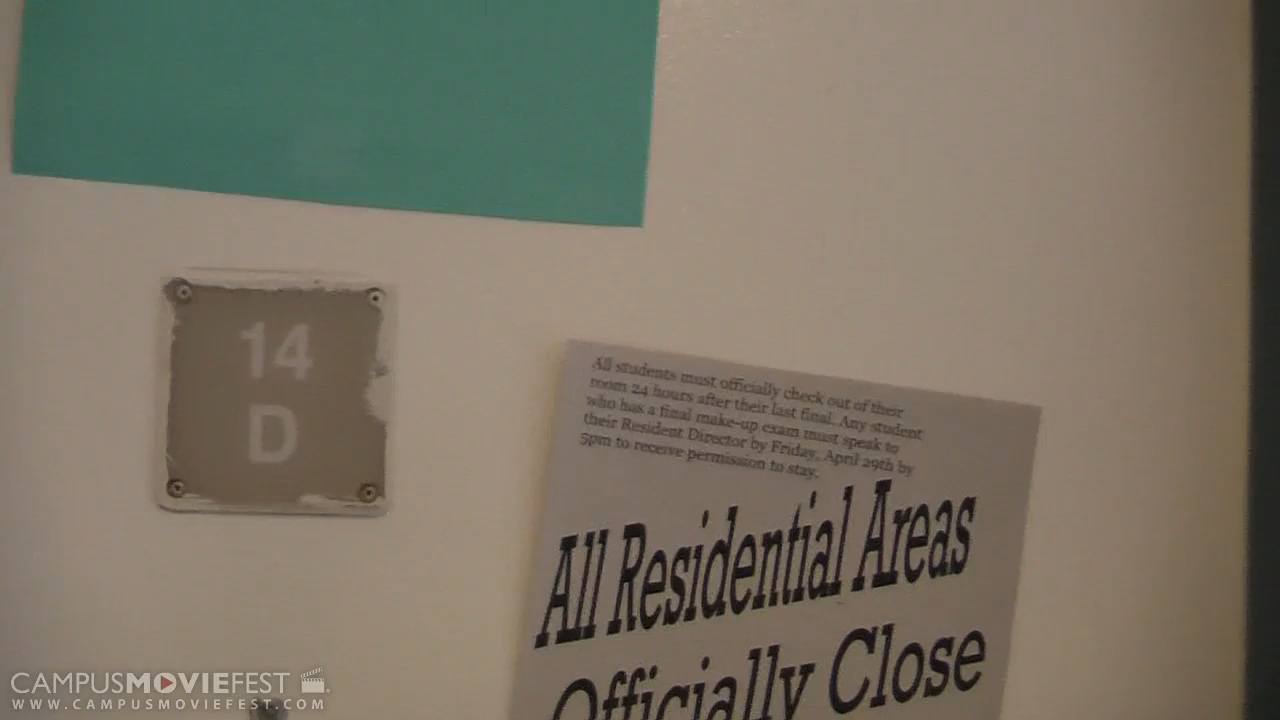 14
D
All students must officially check out of their
room 24 hours after their last final. Any student
who has a final make-up exam must speak to
their Resident Director by Friday, April 29th by
5pm to receive permission to stay.
All Residential Areas
Officially Close
CAMPUSMOVIEFEST
WWW.CAMPUSMOVIEFEST.COM